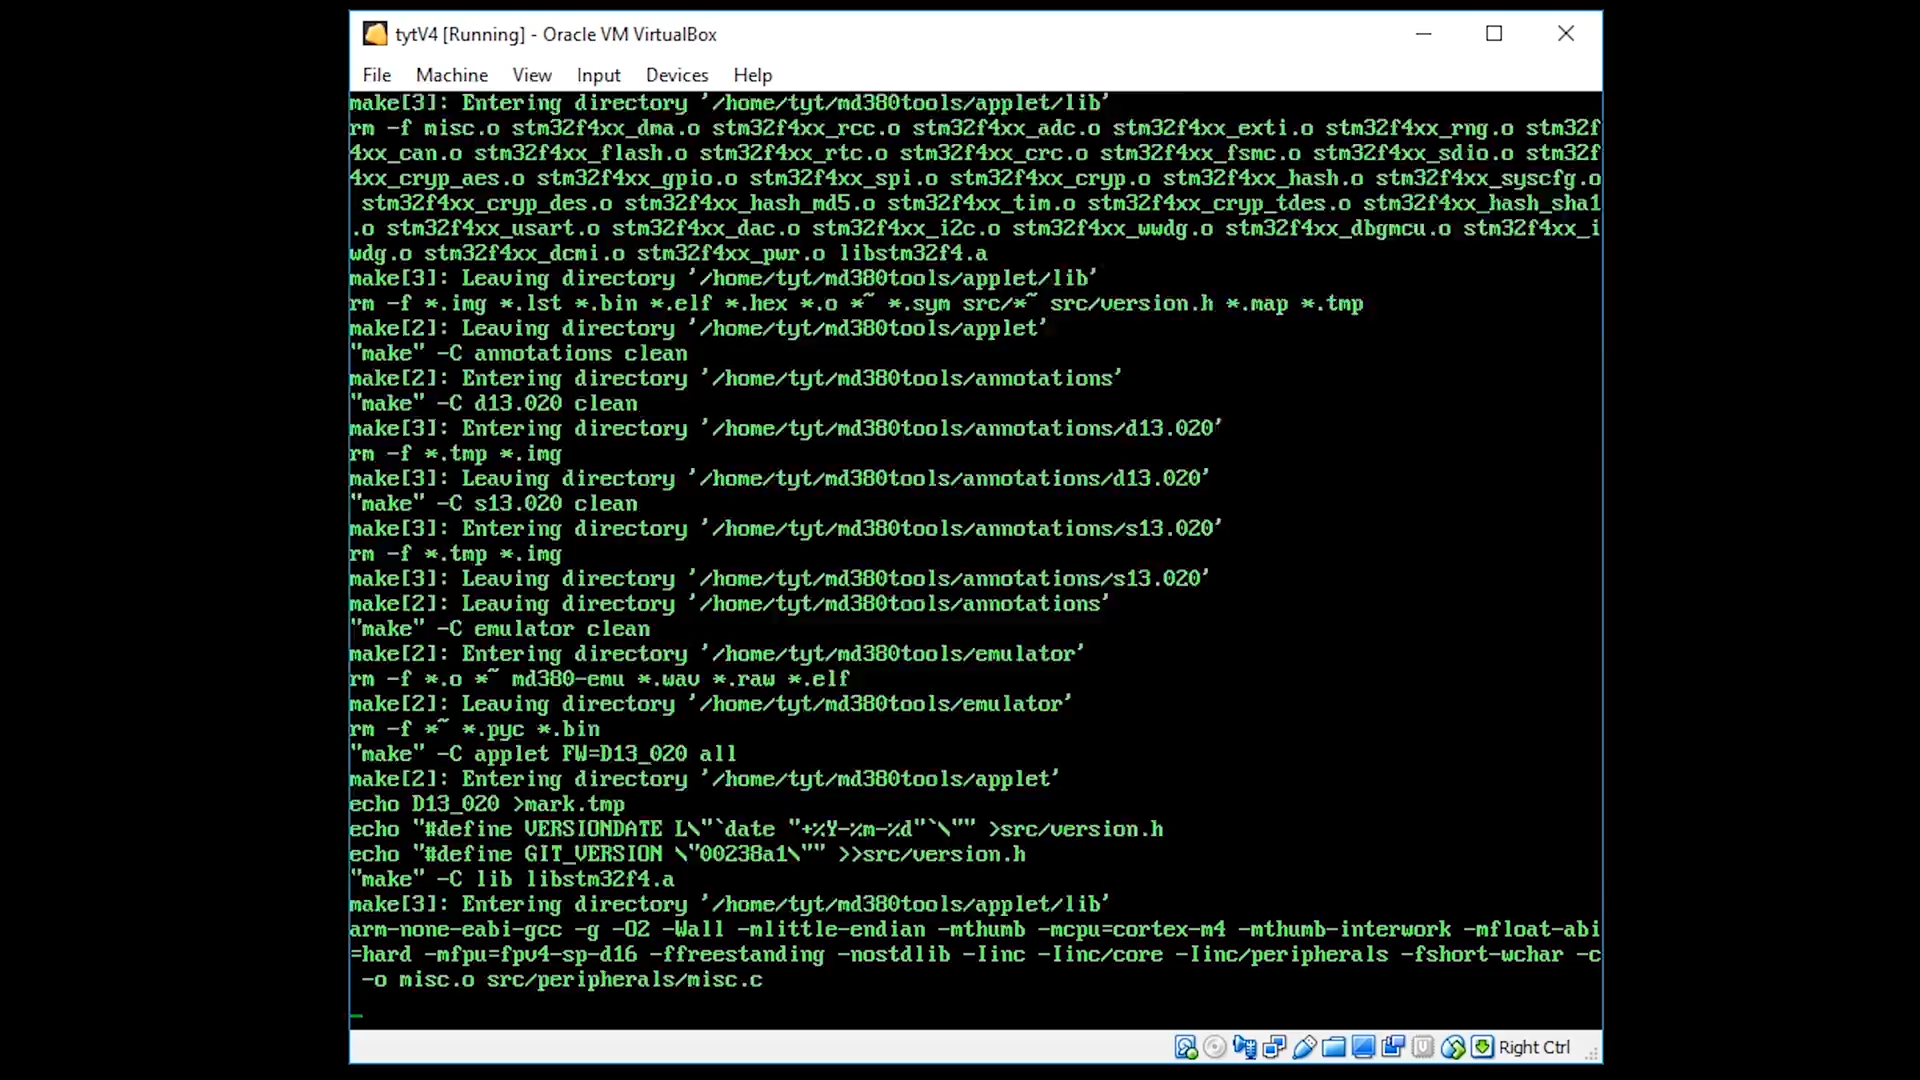 tytV4 [Running] - Oracle VM VirtualBox
File Machine View Input Devices Help
make[3]: Entering directory '/home/tyt/md380tools/applet/lib'
rm -f misc.o stm32f4xx_dma.o stm32f4xx_rcc.o stm32f4xx_adc.o stm32f4xx_exti.o stm32f4xx_rng.o stm32f
4xx_can.o stm32f4xx_flash.o stm32f4xx_rtc.o stm32f4xx_crc.o stm32f4xx_fsmc.o stm32f4xx_sdio.o stm32f
4xx_cryp_aes.o stm32f4xx_gpio.o stm32f4xx_spi.o stm32f4xx_cryp.o stm32f4xx_hash.o stm32f4xx_syscfg.o
 stm32f4xx_cryp_des.o stm32f4xx_hash_md5.o stm32f4xx_tim.o stm32f4xx_cryp_tdes.o stm32f4xx_hash_sha1
.o stm32f4xx_usart.o stm32f4xx_dac.o stm32f4xx_i2c.o stm32f4xx_wwdg.o stm32f4xx_dbgmcu.o stm32f4xx_i
wdg.o stm32f4xx_dcmi.o stm32f4xx_pwr.o libstm32f4.a
make[3]: Leaving directory '/home/tyt/md380tools/applet/lib'
rm -f *.img *.lst *.bin *.elf *.hex *.o *~ *.sym src/*~ src/version.h *.map *.tmp
make[2]: Leaving directory '/home/tyt/md380tools/applet'
"make" -C annotations clean
make[2]: Entering directory '/home/tyt/md380tools/annotations'
"make" -C d13.020 clean
make[3]: Entering directory '/home/tyt/md380tools/annotations/d13.020'
rm -f *.tmp *.img
make[3]: Leaving directory '/home/tyt/md380tools/annotations/d13.020'
"make" -C s13.020 clean
make[3]: Entering directory '/home/tyt/md380tools/annotations/s13.020'
rm -f *.tmp *.img
make[3]: Leaving directory '/home/tyt/md380tools/annotations/s13.020'
make[2]: Leaving directory '/home/tyt/md380tools/annotations'
"make" -C emulator clean
make[2]: Entering directory '/home/tyt/md380tools/emulator'
rm -f *.o *~ md380-emu *.wav *.raw *.elf
make[2]: Leaving directory '/home/tyt/md380tools/emulator'
rm -f *~ *.pyc *.bin
"make" -C applet FW=D13_020 all
make[2]: Entering directory '/home/tyt/md380tools/applet'
echo D13_020 >mark.tmp
echo "#define VERSIONDATE L\"`date "+%Y-%m-%d"`\"" >src/version.h
echo "#define GIT_VERSION \"00238a1\"" >>src/version.h
"make" -C lib libstm32f4.a
make[3]: Entering directory '/home/tyt/md380tools/applet/lib'
arm-none-eabi-gcc -g -O2 -Wall -mlittle-endian -mthumb -mcpu=cortex-m4 -mthumb-interwork -mfloat-abi
=hard -mfpu=fpv4-sp-d16 -ffreestanding -nostdlib -Iinc -Iinc/core -Iinc/peripherals -fshort-wchar -c
 -o misc.o src/peripherals/misc.c
Right Ctrl